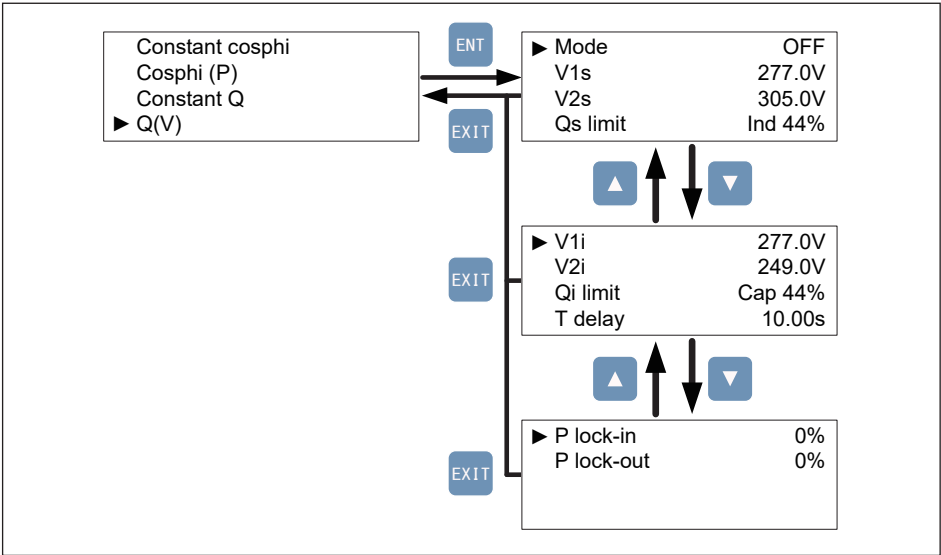 Constant cosphi
Cosphi (P)
Constant Q
► Q(V)
ENT
EXIT
► Mode OFF
V1s 277.0V
V2s 305.0V
Qs limit Ind 44%
▲ ▼
EXIT
► V1i 277.0V
V2i 249.0V
Qi limit Cap 44%
T delay 10.00s
▲ ▼
EXIT
► P lock-in 0%
P lock-out 0%